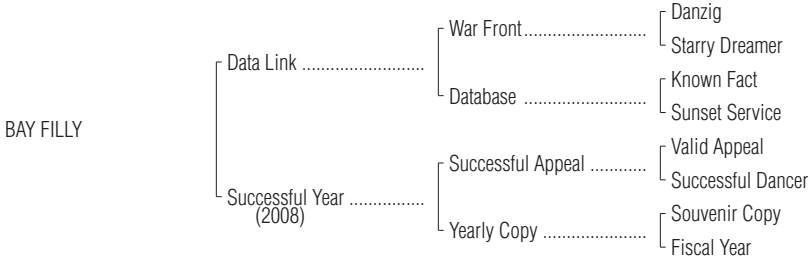 Danzig
War Front..........................
Starry Dreamer
Data Link ..........................
Known Fact
Database ..........................
Sunset Service
BAY FILLY
Valid Appeal
Successful Appeal ............
Successful Dancer
Successful Year ................
(2008)
Souvenir Copy
Yearly Copy ......................
Fiscal Year